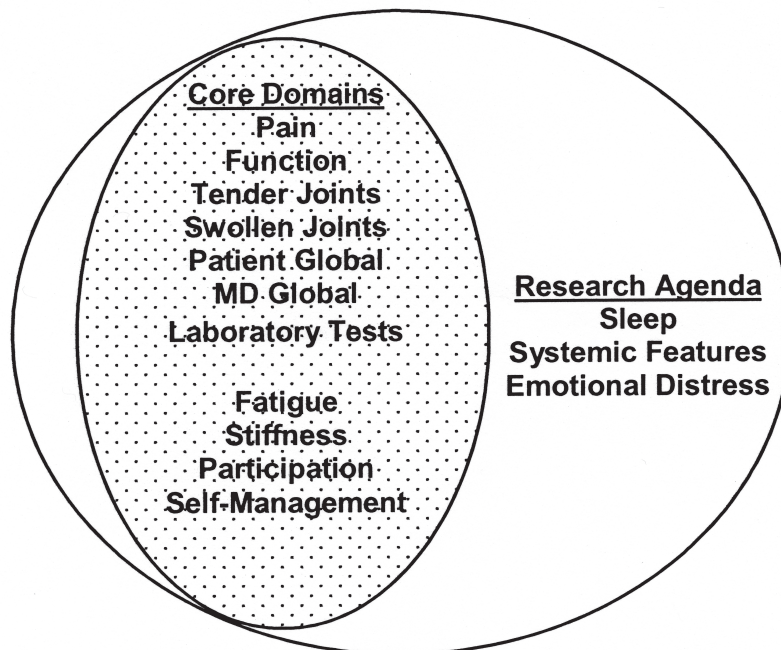 Core Domains
Pain
Function
Tender Joints
Swollen Joints
Patient Global
MD Global
Laboratory Tests
Fatigue
Stiffness
Participation
Self-Management
Research Agenda
Sleep
Systemic Features
Emotional Distress